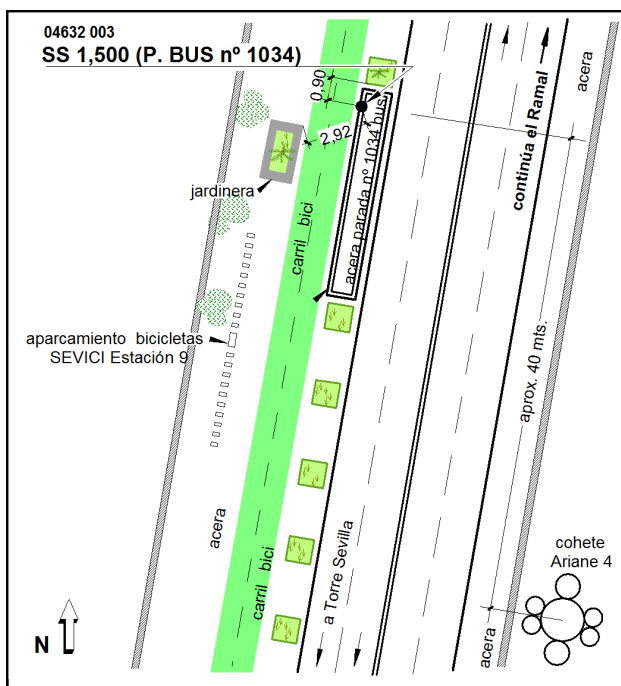 04632 003
SS 1,500 (P. BUS nº 1034)
0,90
2,92
acera parada nº 1034 bus
jardinera
carril bici
continúa el Ramal
acera
aparcamiento bicicletas
SEVICI Estación 9
aprox. 40 mts.
acera
carril bici
a Torre Sevilla
cohete
Ariane 4
acera
N